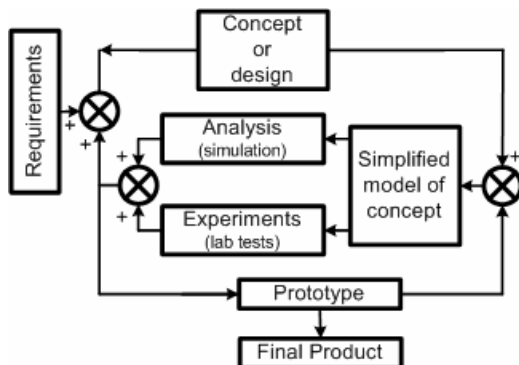 Concept
or
design
Requirements
+
+
+
Analysis
(simulation)
+
+
Simplified
model of
concept
Experiments
(lab tests)
Prototype
Final Product